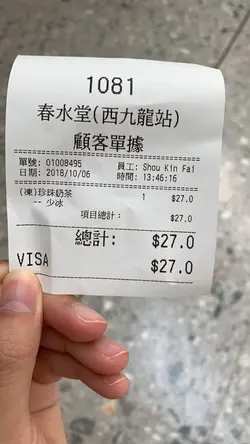 1081
春水堂(西九龍站)
顧客單據
單號: 01008495 員工: Shou Kin Fai
日期: 2018/10/06 時間: 13:46:16
(凍)珍珠奶茶 1 $27.0
-- 少冰
項目總計: $27.0
總計: $27.0
VISA $27.0